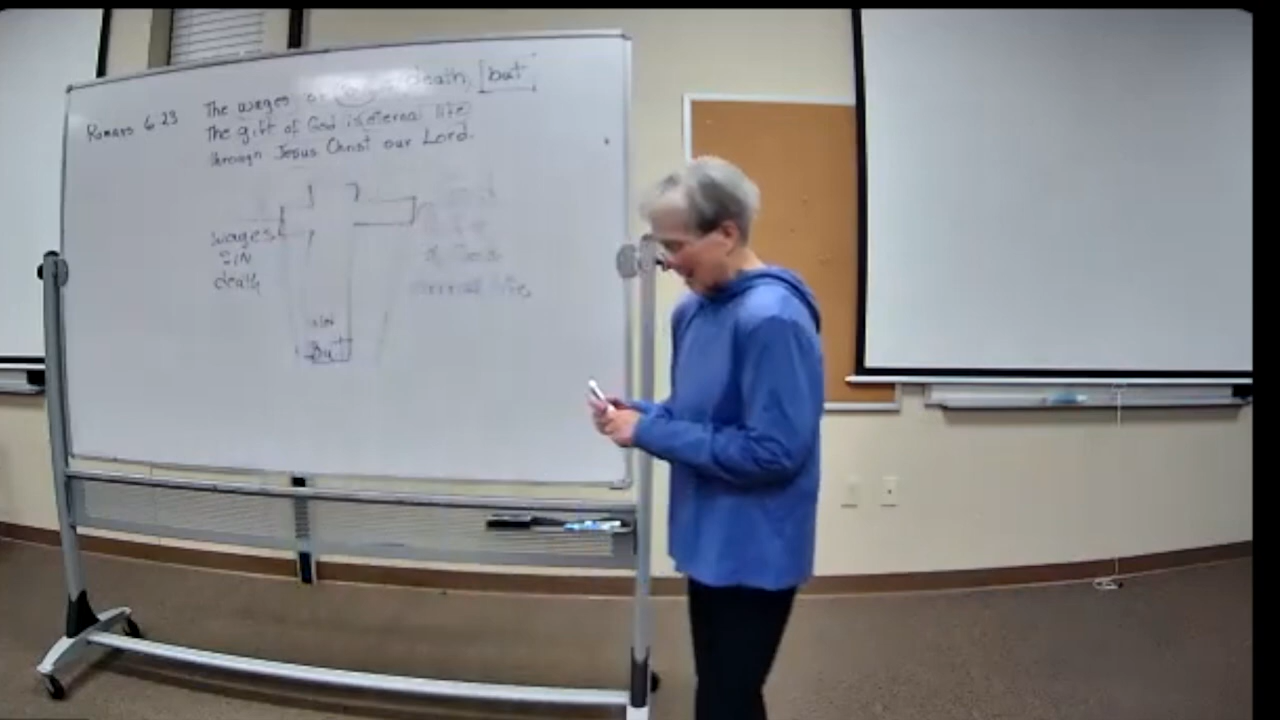 Romans 6:23
The wages death, but
The gift of God is eternal life
through Jesus Christ our Lord.
wages
SIN
death
of God
eternal life
But